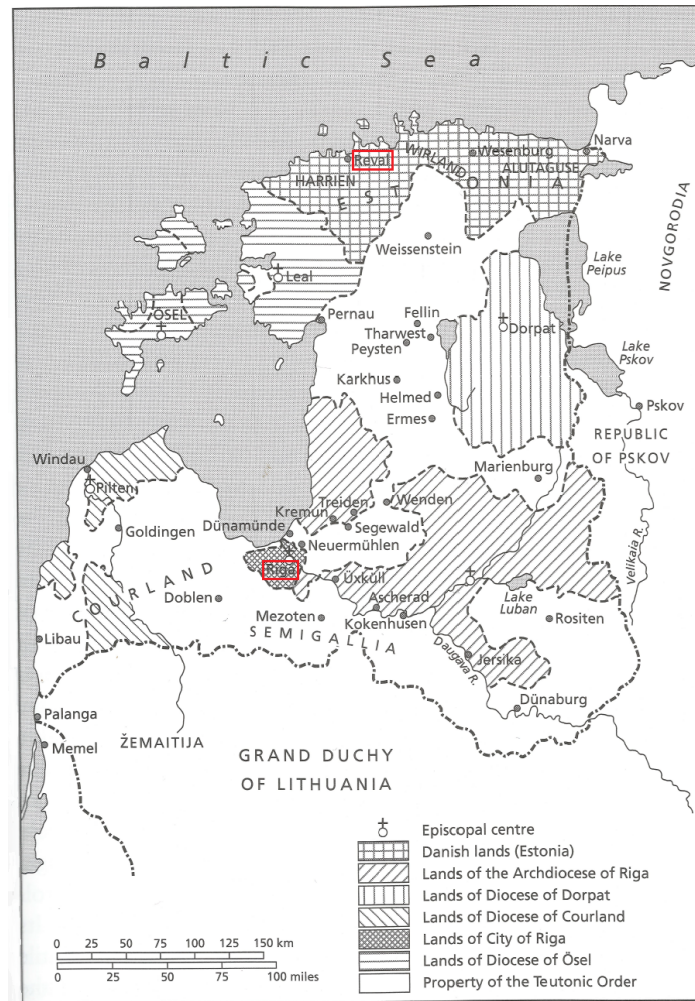 Baltic Sea
Reval
WIRLAND
Wesenburg
Narva
HARRIEN
ALUTAGUSE
ESTONIA
NOVGORODIA
Weissenstein
Lake
Peipus
Leal
ÖSEL
Pernau
Fellin
Dorpat
Tharwest
Peysten
Lake
Pskov
Karkhus
Helmed
Pskov
Ermes
REPUBLIC
OF PSKOV
Windau
Marienburg
Pilten
Wenden
Treiden
Kremun
Goldingen
Dünamünde
Segewald
Neuermühlen
Velikaia R.
Riga
Üxküll
COURLAND
Doblen
Ascherad
Lake
Luban
Mezoten
Kokenhusen
Rositen
SEMIGALLIA
Libau
Daugava R.
Jersika
Dünaburg
Palanga
Memel
ŽEMAITIJA
GRAND DUCHY
OF LITHUANIA
Episcopal centre
Danish lands (Estonia)
Lands of the Archdiocese of Riga
Lands of Diocese of Dorpat
Lands of Diocese of Courland
Lands of City of Riga
Lands of Diocese of Ösel
Property of the Teutonic Order
0 25 50 75 100 150 km
0 25 50 75 100 miles